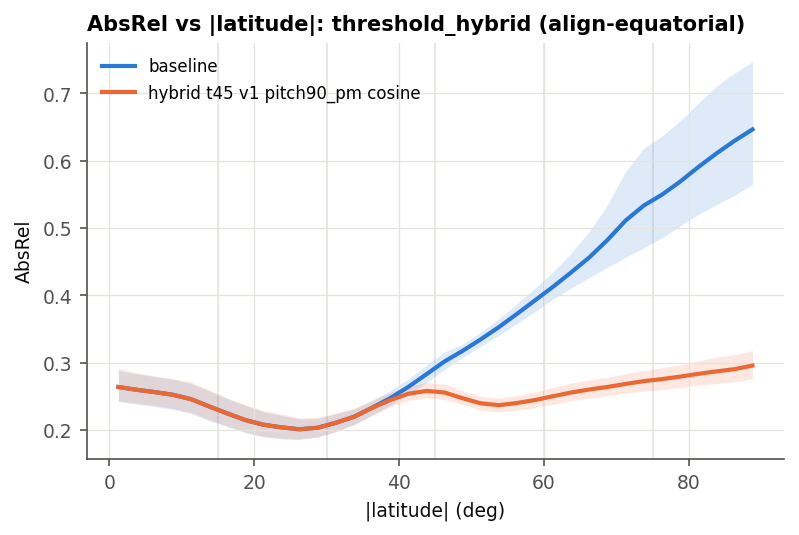 AbsRel vs |latitude|: threshold_hybrid (align-equatorial)
baseline
hybrid t45 v1 pitch90_pm cosine
0.7
0.6
0.5
0.4
0.3
0.2
AbsRel
0 20 40 60 80
|latitude| (deg)